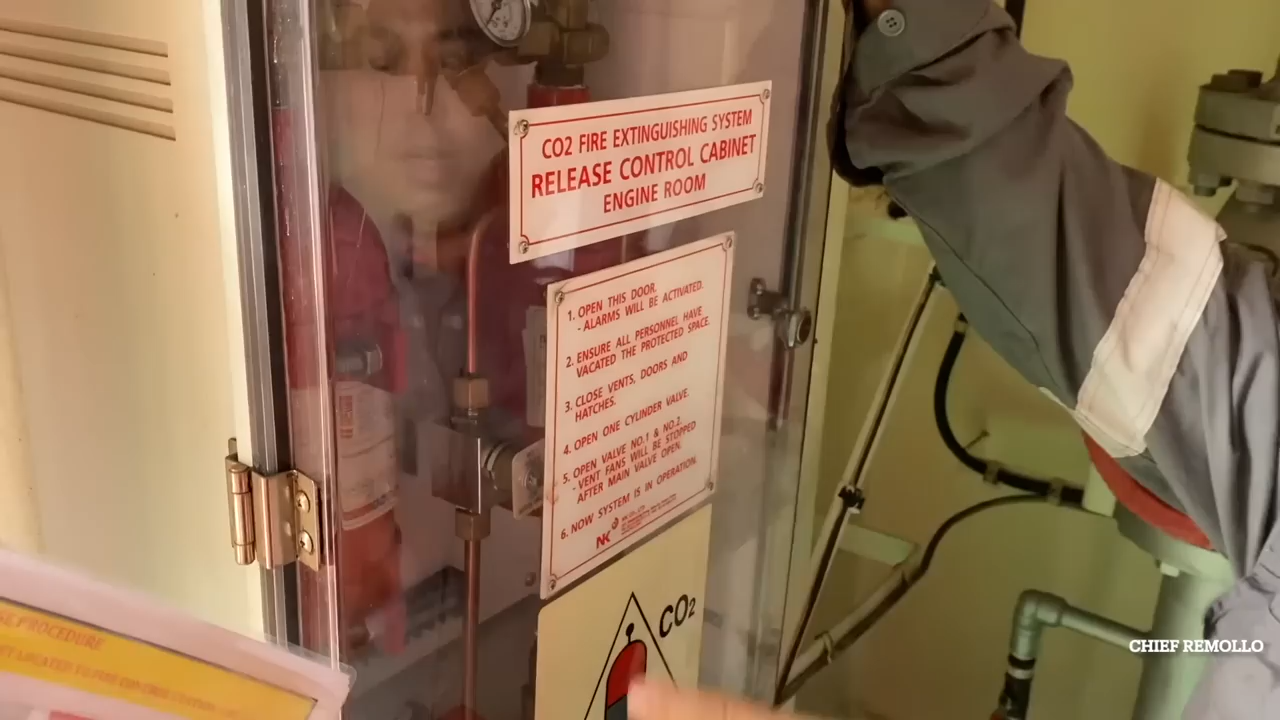 CO2 FIRE EXTINGUISHING SYSTEM
RELEASE CONTROL CABINET
ENGINE ROOM
1. OPEN THIS DOOR.
- ALARMS WILL BE ACTIVATED.
2. ENSURE ALL PERSONNEL HAVE
VACATED THE PROTECTED SPACE.
3. CLOSE VENTS, DOORS AND
HATCHES.
4. OPEN ONE CYLINDER VALVE.
5. OPEN VALVE NO.1 & NO.2.
- VENT FANS WILL BE STOPPED
AFTER MAIN VALVE OPEN.
6. NOW SYSTEM IS IN OPERATION.
NK
CO2
PROCEDURE
CHIEF REMOLLO